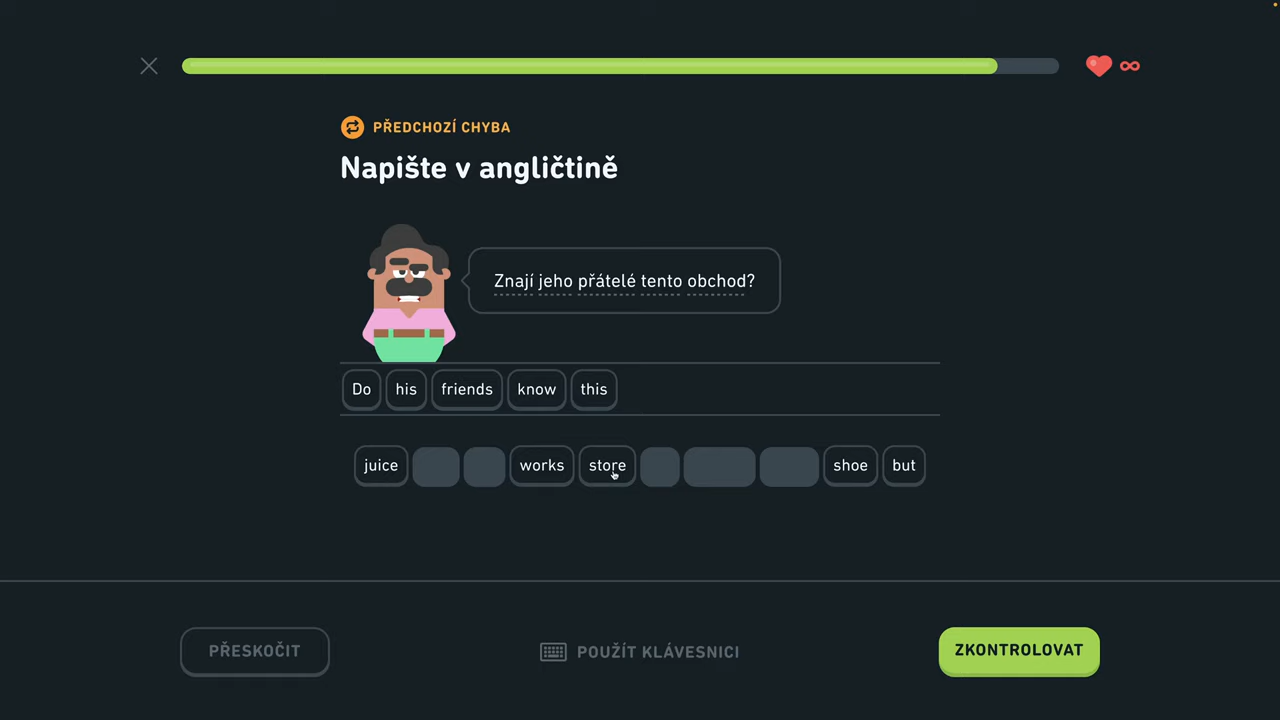 PŘEDCHOZÍ CHYBA
Napište v angličtině
Znají jeho přátelé tento obchod?
Do his friends know this
juice works store shoe but
PŘESKOČIT POUŽÍT KLÁVESNICI ZKONTROLOVAT